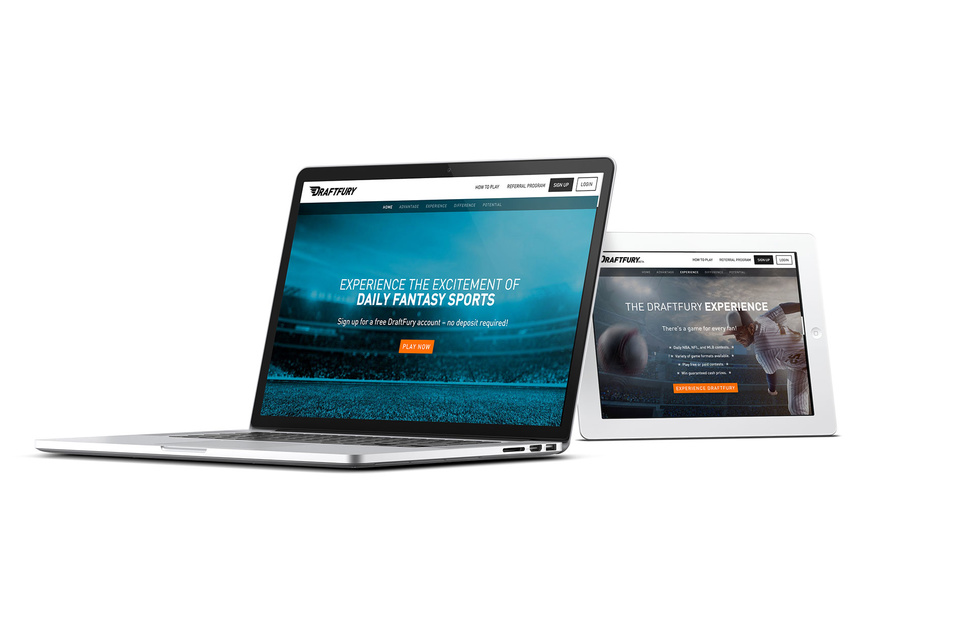 DRAFTFURY
HOW TO PLAY
REFERRAL PROGRAM
SIGN UP
LOGIN
HOME
ADVANTAGE
EXPERIENCE
DIFFERENCE
POTENTIAL
EXPERIENCE THE EXCITEMENT OF
DAILY FANTASY SPORTS
Sign up for a free DraftFury account – no deposit required!
PLAY NOW
DRAFTFURY
HOW TO PLAY
REFERRAL PROGRAM
SIGN UP
LOGIN
HOME
ADVANTAGE
EXPERIENCE
DIFFERENCE
POTENTIAL
THE DRAFTFURY EXPERIENCE
There's a game for every fan!
Daily NBA, NFL, and MLB contests.
Variety of game formats available.
Play free or paid contests.
Win guaranteed cash prizes.
EXPERIENCE DRAFTFURY